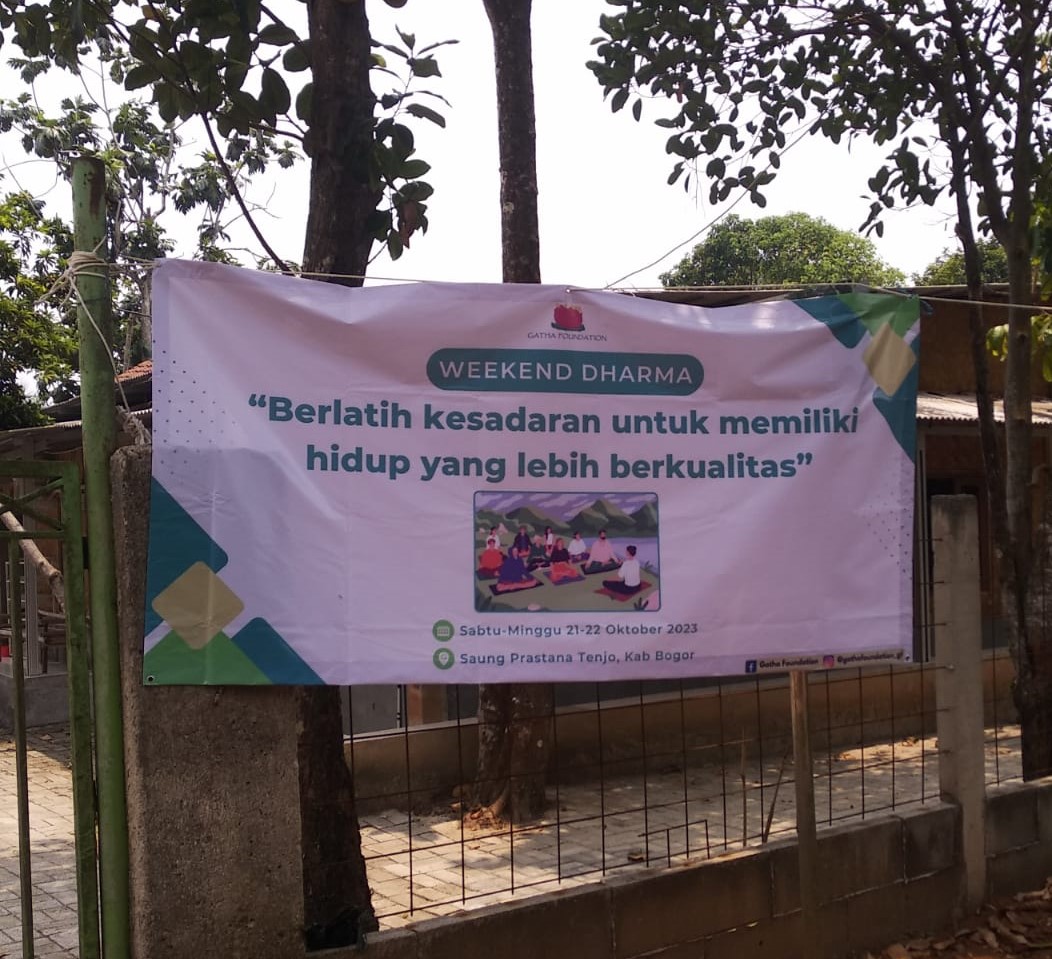 GATHA FOUNDATION
WEEKEND DHARMA
“Berlatih kesadaran untuk memiliki
hidup yang lebih berkualitas”
Sabtu-Minggu 21-22 Oktober 2023
Saung Prastana Tenjo, Kab Bogor
Gatha Foundation